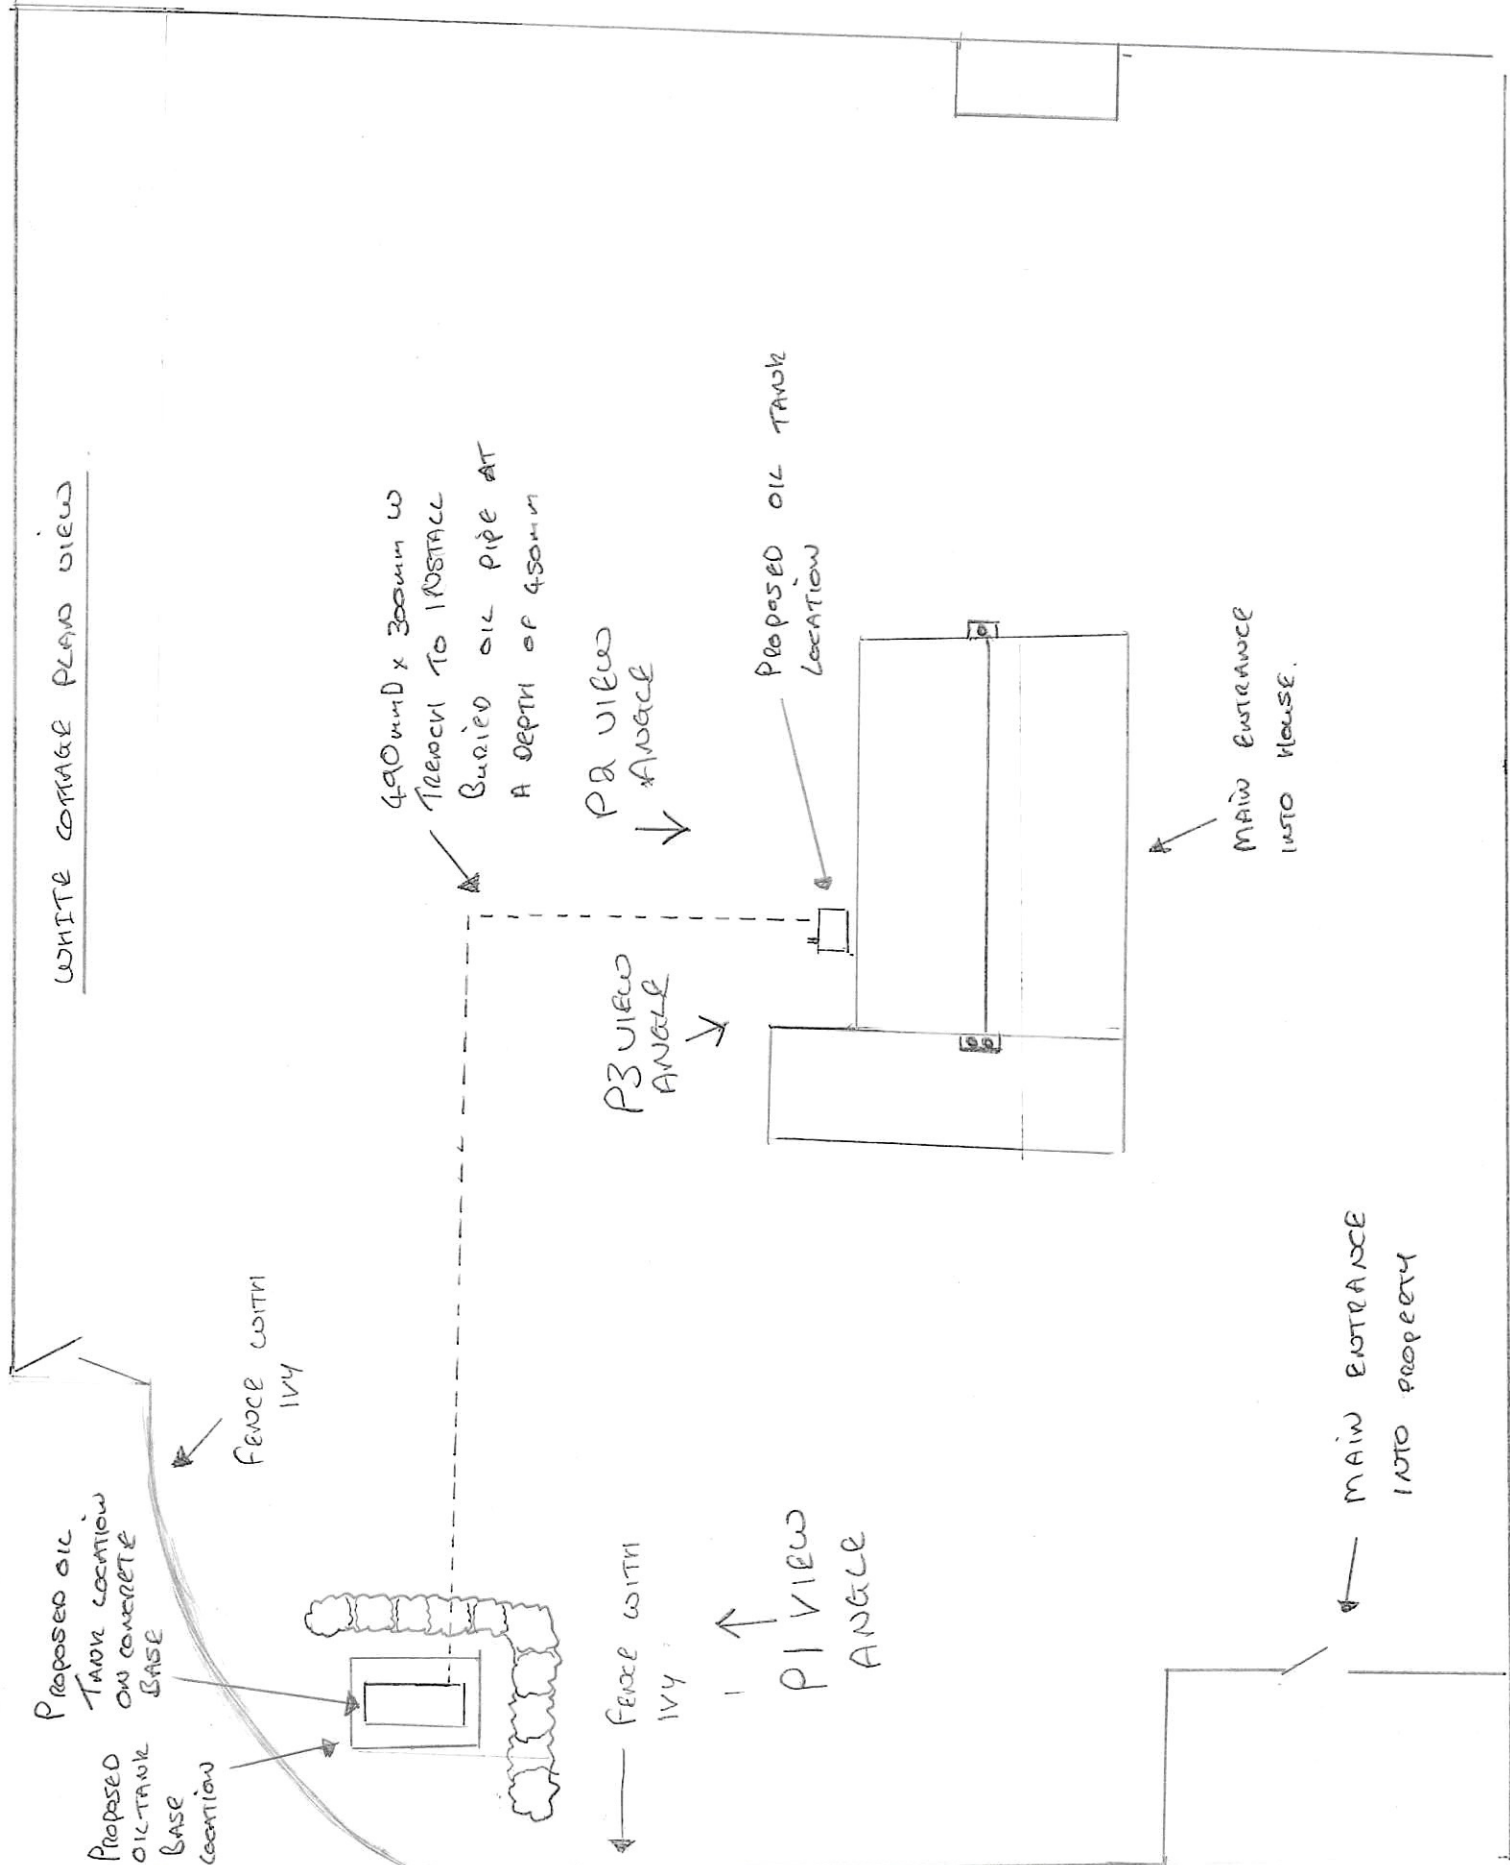 WHITE COTTAGE PLAN VIEW
PROPOSED OIL
TANK LOCATION
ON CONCRETE
BASE
PROPOSED
OIL TANK
BASE
LOCATION
FENCE WITH
IVY
490mmD x 300mm W
TRENCH TO INSTALL
BURIED OIL PIPE AT
A DEPTH OF 450mm
P2 VIEW
ANGLE
P3 VIEW
ANGLE
PROPOSED OIL TANK
LOCATION
FENCE WITH
IVY
P1 VIEW
ANGLE
MAIN ENTRANCE
INTO HOUSE.
MAIN ENTRANCE
INTO PROPERTY